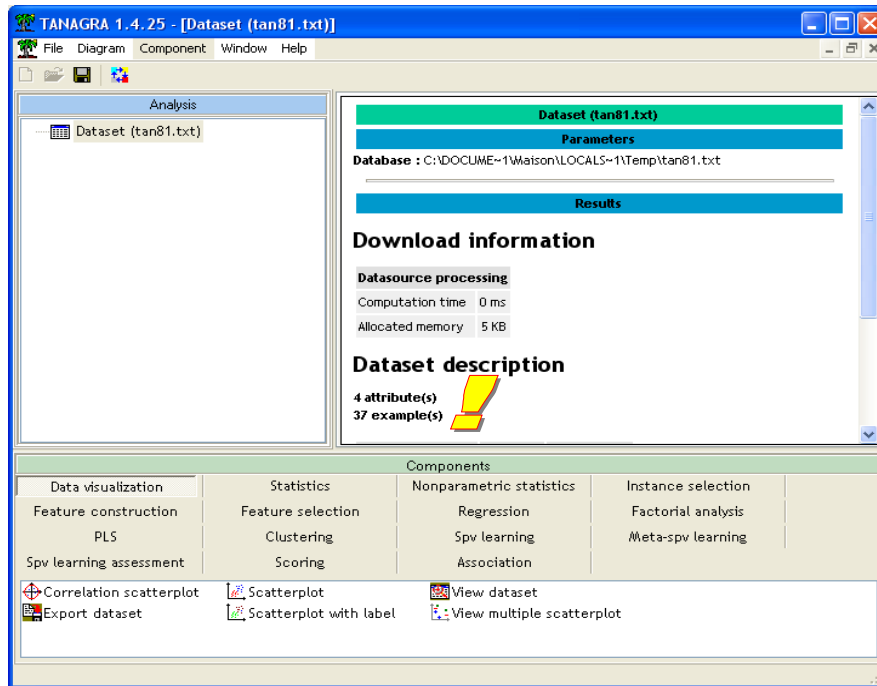 TANAGRA 1.4.25 - [Dataset (tan81.txt)]
File Diagram Component Window Help
Analysis
Dataset (tan81.txt)
Dataset (tan81.txt)
Parameters
Database : C:\DOCUME~1\Maison\LOCALS~1\Temp\tan81.txt
Results
Download information
Datasource processing
Computation time 0 ms
Allocated memory 5 KB
Dataset description
4 attribute(s)
37 example(s)
Components
Data visualization Statistics Nonparametric statistics Instance selection
Feature construction Feature selection Regression Factorial analysis
PLS Clustering Spv learning Meta-spv learning
Spv learning assessment Scoring Association
Correlation scatterplot Scatterplot View dataset
Export dataset Scatterplot with label View multiple scatterplot